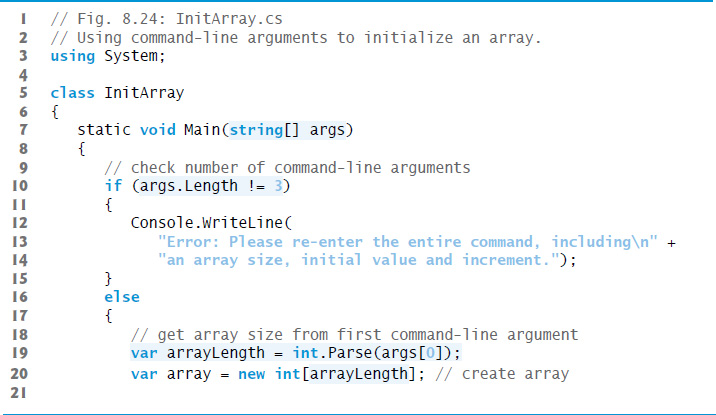 1 // Fig. 8.24: InitArray.cs
2 // Using command-line arguments to initialize an array.
3 using System;
4
5 class InitArray
6 {
7 static void Main(string[] args)
8 {
9 // check number of command-line arguments
10 if (args.Length != 3)
11 {
12 Console.WriteLine(
13 "Error: Please re-enter the entire command, including\n" +
14 "an array size, initial value and increment.");
15 }
16 else
17 {
18 // get array size from first command-line argument
19 var arrayLength = int.Parse(args[0]);
20 var array = new int[arrayLength]; // create array
21